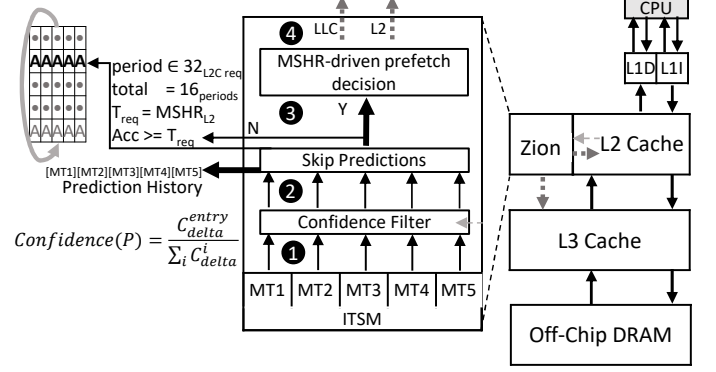 LLC L2
4
MSHR-driven prefetch
decision
3
Y
N
Skip Predictions
2
Confidence Filter
1
MT1 MT2 MT3 MT4 MT5
ITSM
AAAAA
AAAAA
period ∈ 32L2C req
total = 16periods
Treq = MSHRL2
Acc >= Treq
[MT1][MT2][MT3][MT4][MT5]
Prediction History
Confidence(P) = C^entry_delta / ∑i C^i_delta
CPU
L1D L1I
Zion L2 Cache
L3 Cache
Off-Chip DRAM